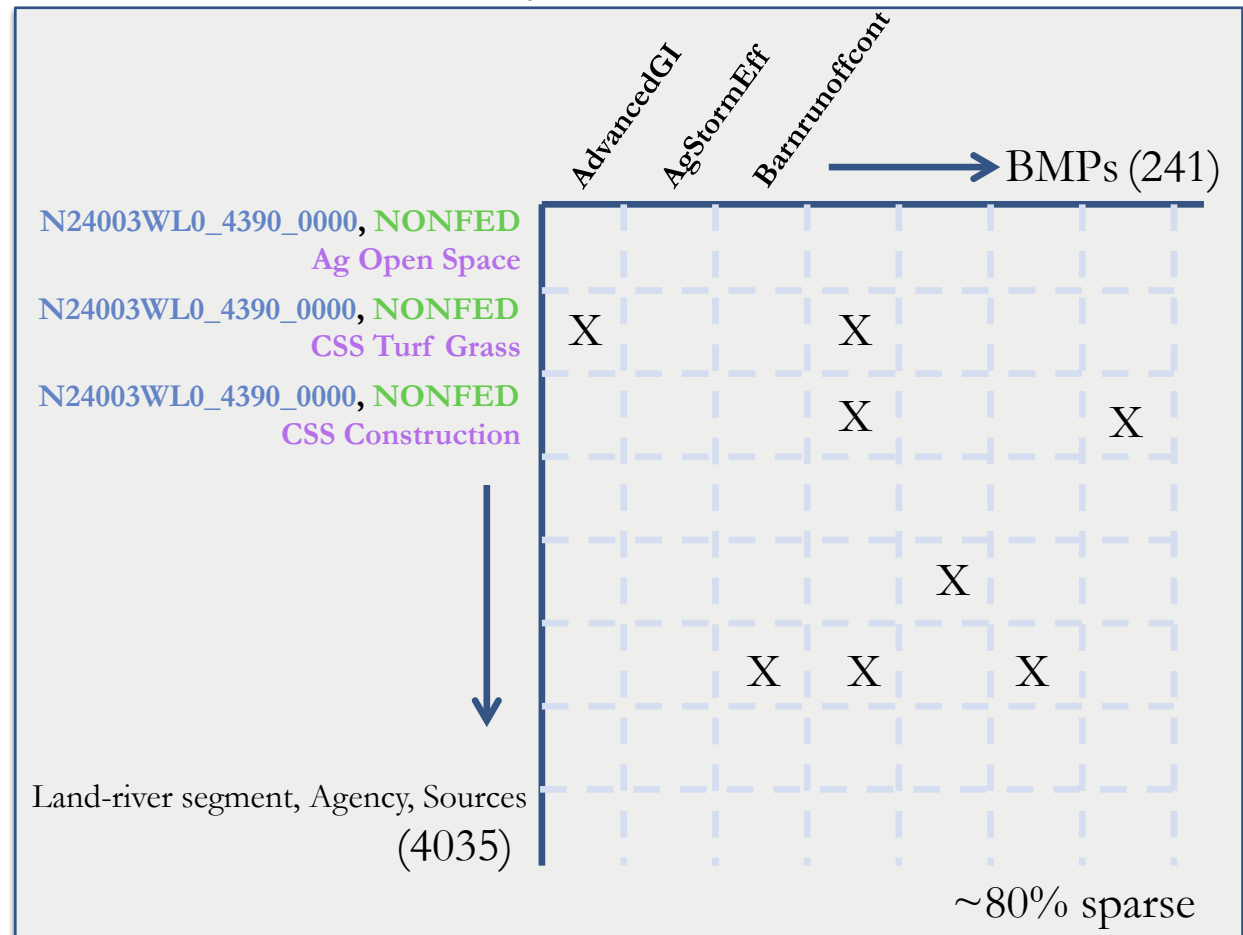 AdvancedGI
AgStormEff
Barnrunoffcont
BMPs (241)
N24003WL0_4390_0000, NONFED
Ag Open Space
N24003WL0_4390_0000, NONFED
CSS Turf Grass
X X
N24003WL0_4390_0000, NONFED
CSS Construction
X X
X
X X X
Land-river segment, Agency, Sources
(4035)
~80% sparse